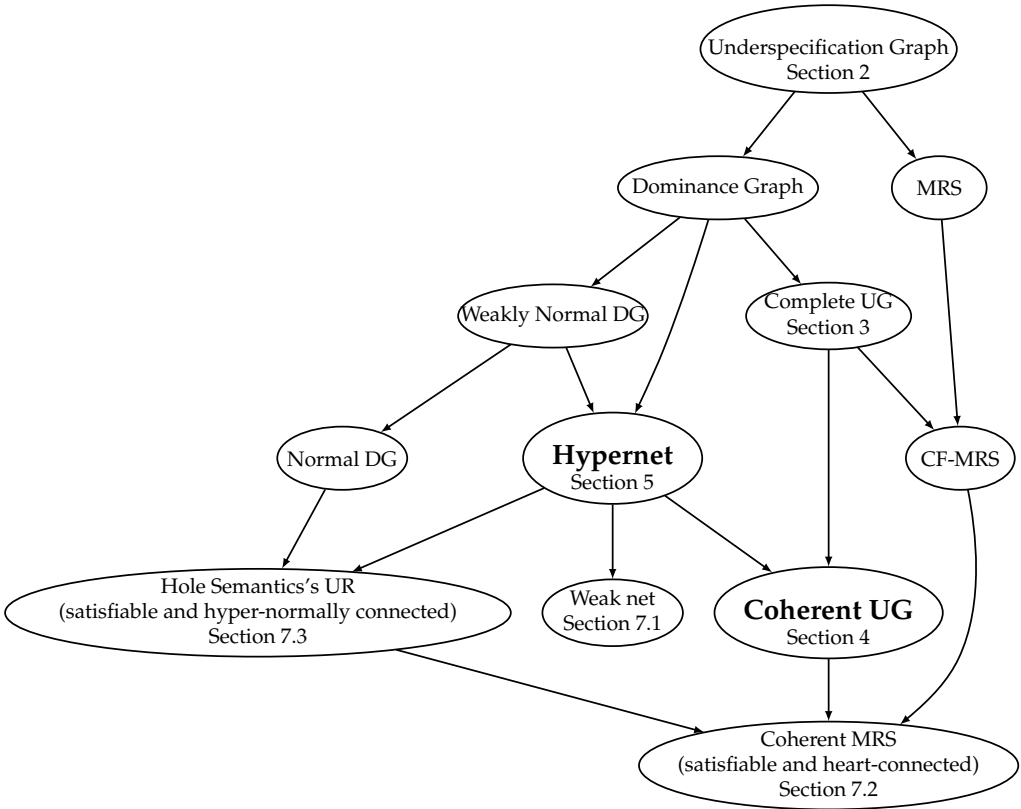 Underspecification Graph
Section 2
Dominance Graph
MRS
Weakly Normal DG
Complete UG
Section 3
Normal DG
Hypernet
Section 5
CF-MRS
Hole Semantics's UR
(satisfiable and hyper-normally connected)
Section 7.3
Weak net
Section 7.1
Coherent UG
Section 4
Coherent MRS
(satisfiable and heart-connected)
Section 7.2